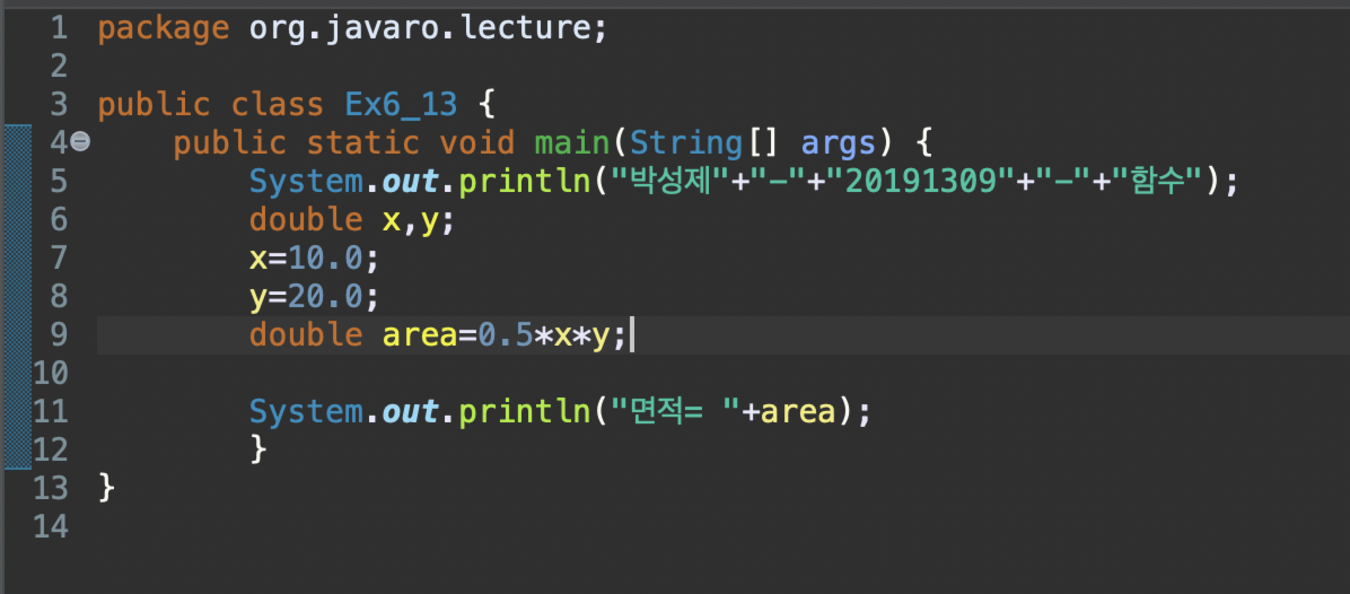 1 package org.javaro.lecture;
2
3 public class Ex6_13 {
4 public static void main(String[] args) {
5 System.out.println("박성제"+"-"+"20191309"+"-"+"함수");
6 double x,y;
7 x=10.0;
8 y=20.0;
9 double area=0.5*x*y;
10
11 System.out.println("면적= "+area);
12 }
13 }
14